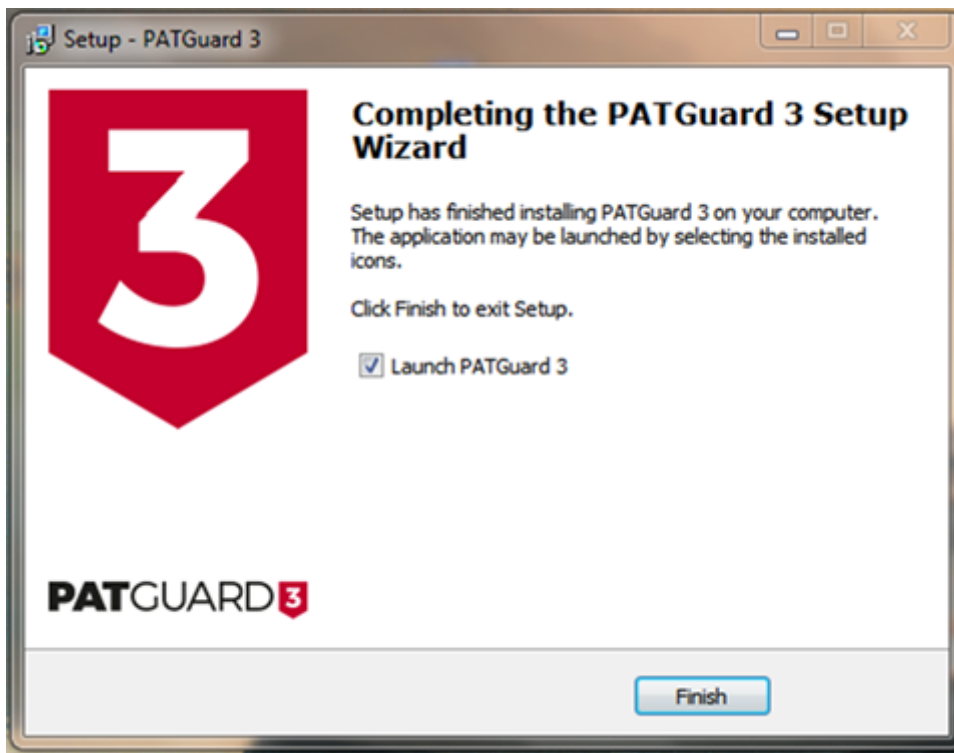 Setup - PATGuard 3
3
Completing the PATGuard 3 Setup
Wizard
Setup has finished installing PATGuard 3 on your computer.
The application may be launched by selecting the installed
icons.
Click Finish to exit Setup.
Launch PATGuard 3
PATGUARD3
Finish